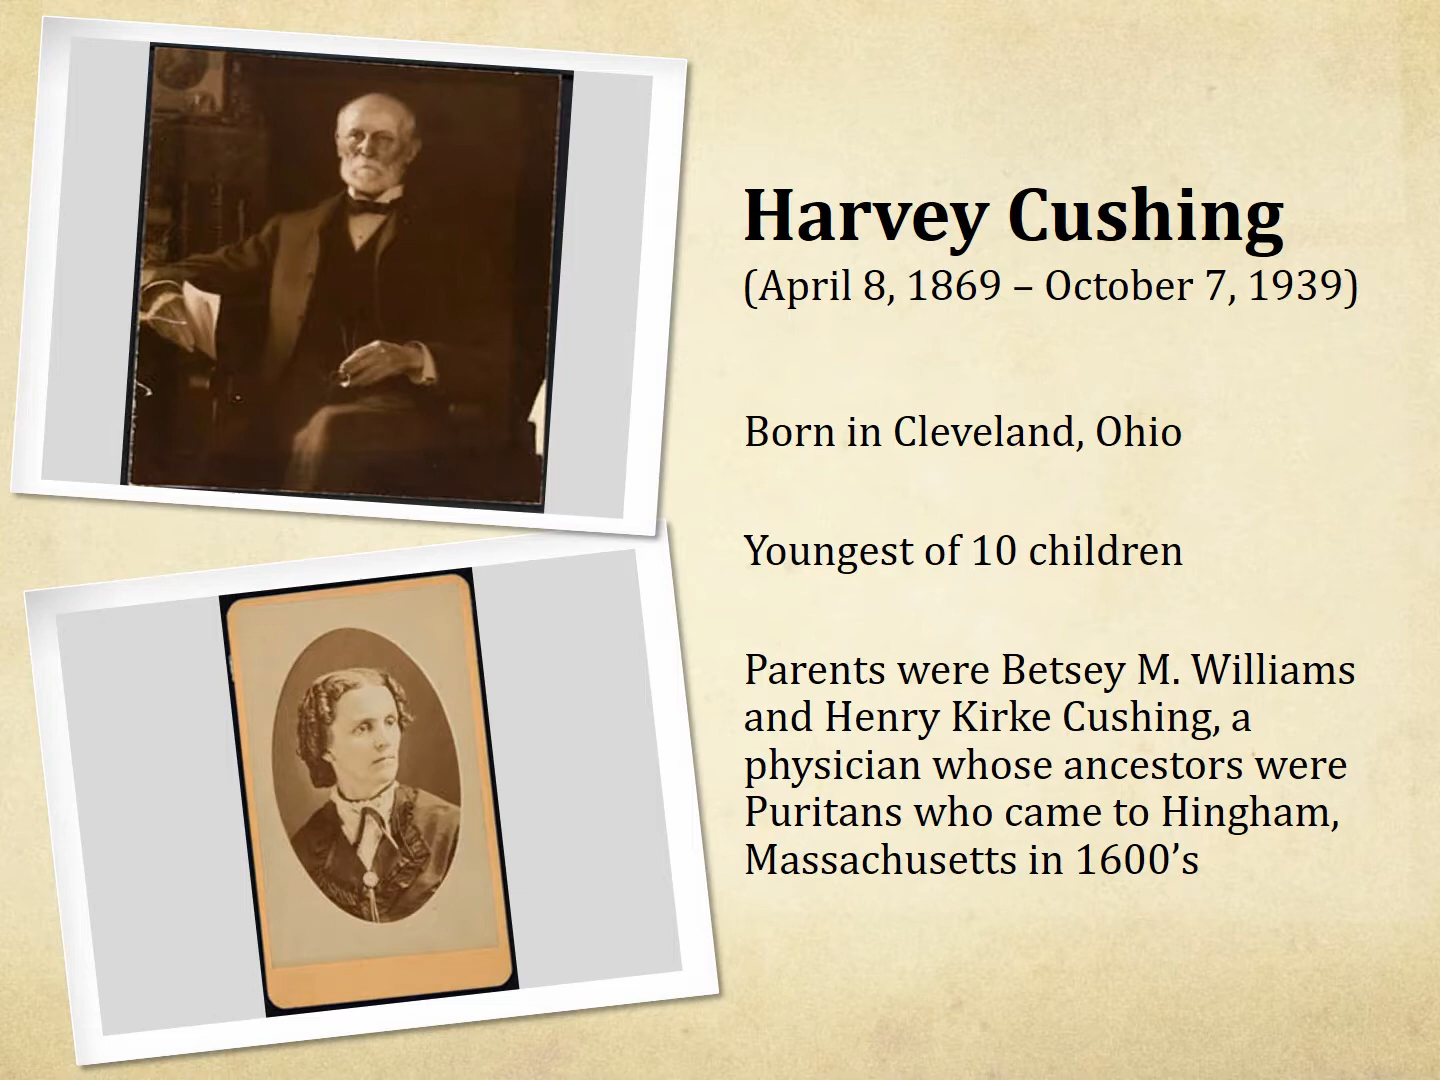 Harvey Cushing
(April 8, 1869 – October 7, 1939)
Born in Cleveland, Ohio
Youngest of 10 children
Parents were Betsey M. Williams
and Henry Kirke Cushing, a
physician whose ancestors were
Puritans who came to Hingham,
Massachusetts in 1600’s